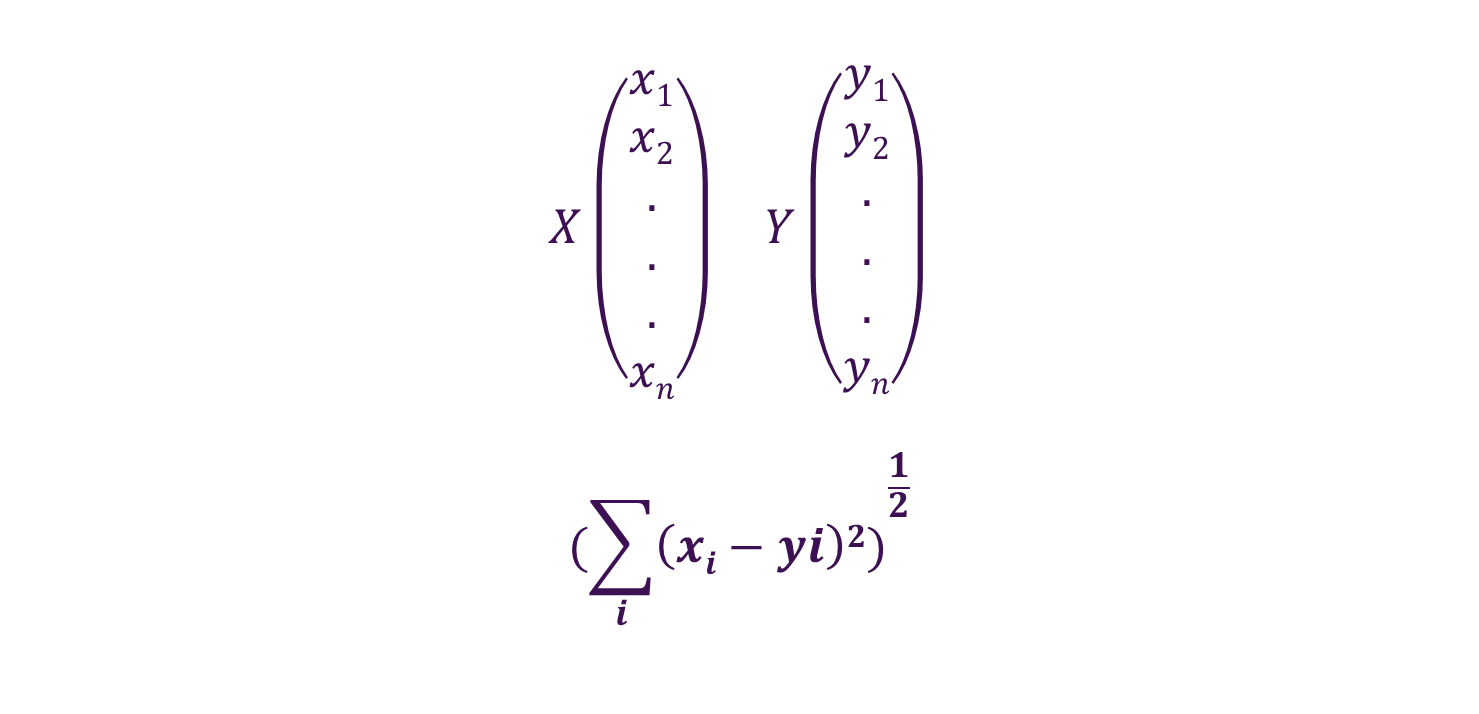 X (x₁ x₂ . . . xₙ) Y (y₁ y₂ . . . yₙ)
(∑ᵢ(xᵢ − yi)²)^½